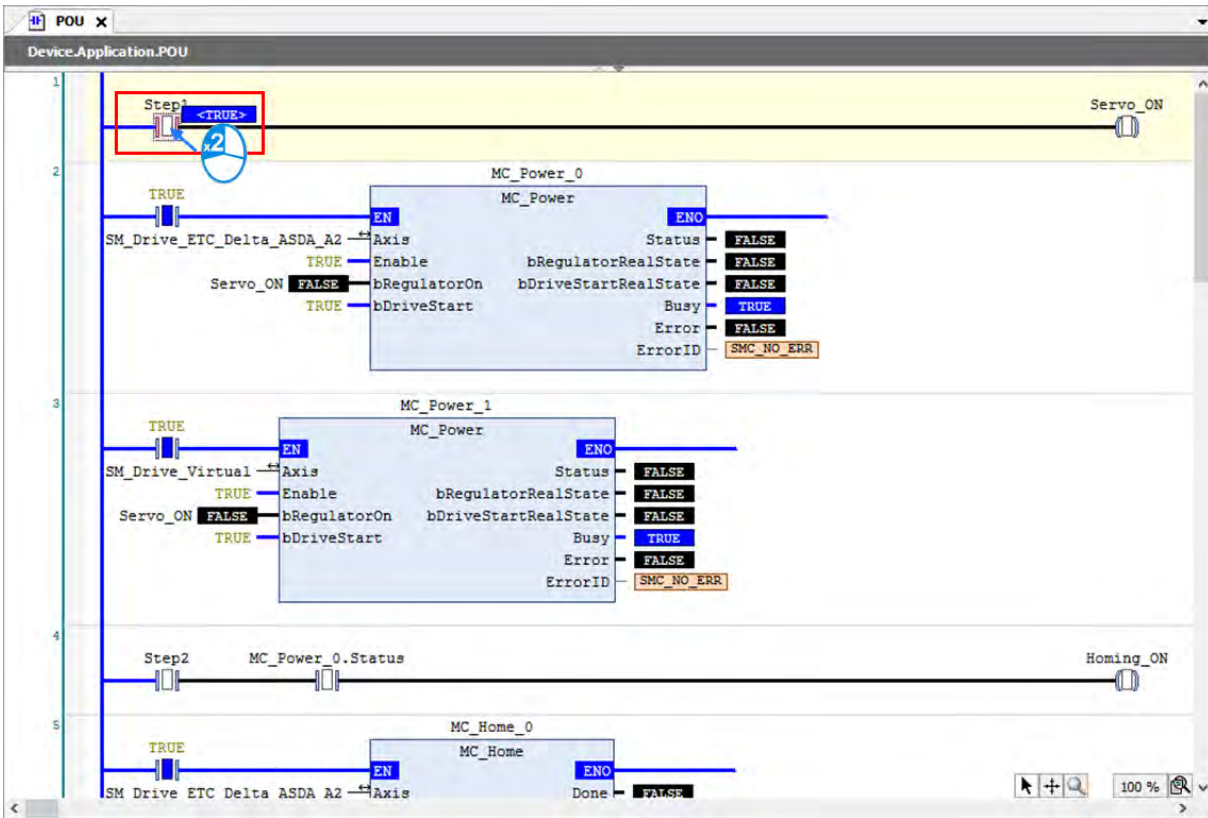 POU
Device.Application.POU
1
Step1
<TRUE>
Servo_ON
x2
2
MC_Power_0
TRUE
MC_Power
EN
ENO
SM_Drive_ETC_Delta_ASDA_A2
Axis
Status
FALSE
TRUE
Enable
bRegulatorRealState
FALSE
Servo_ON
FALSE
bRegulatorOn
bDriveStartRealState
FALSE
TRUE
bDriveStart
Busy
TRUE
Error
FALSE
ErrorID
SMC_NO_ERR
3
MC_Power_1
TRUE
MC_Power
EN
ENO
SM_Drive_Virtual
Axis
Status
FALSE
TRUE
Enable
bRegulatorRealState
FALSE
Servo_ON
FALSE
bRegulatorOn
bDriveStartRealState
FALSE
TRUE
bDriveStart
Busy
TRUE
Error
FALSE
ErrorID
SMC_NO_ERR
4
Step2
MC_Power_0.Status
Homing_ON
5
MC_Home_0
TRUE
MC_Home
EN
ENO
SM_Drive_ETC_Delta_ASDA_A2
Axis
Done
FALSE
100 %